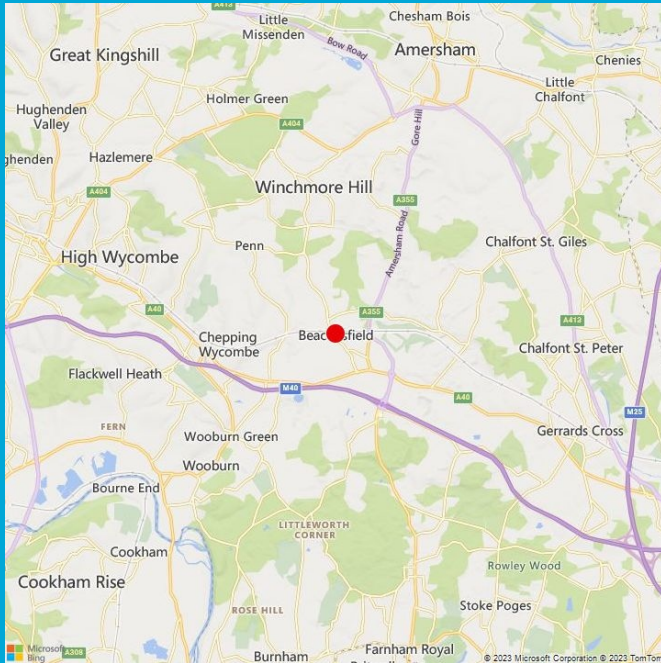 A413
Little
Missenden
Chesham Bois
Great Kingshill
Bow Road
Amersham
Chenies
Little
Chalfont
Hughenden
Valley
Holmer Green
A404
Gore Hill
ghenden
Hazlemere
A404
Winchmore Hill
A355
Amersham Road
Penn
Chalfont St. Giles
High Wycombe
A40
A355
A413
Chepping
Wycombe
Chalfont St. Peter
Flackwell Heath
M40
A40
M25
FERN
Wooburn Green
Gerrards Cross
Wooburn
Bourne End
LITTLEWORTH
CORNER
Cookham
Rowley Wood
Cookham Rise
ROSE HILL
Stoke Poges
A308
Microsoft
Bing
Burnham
Farnham Royal
© 2023 Microsoft Corporation © 2023 TomTom